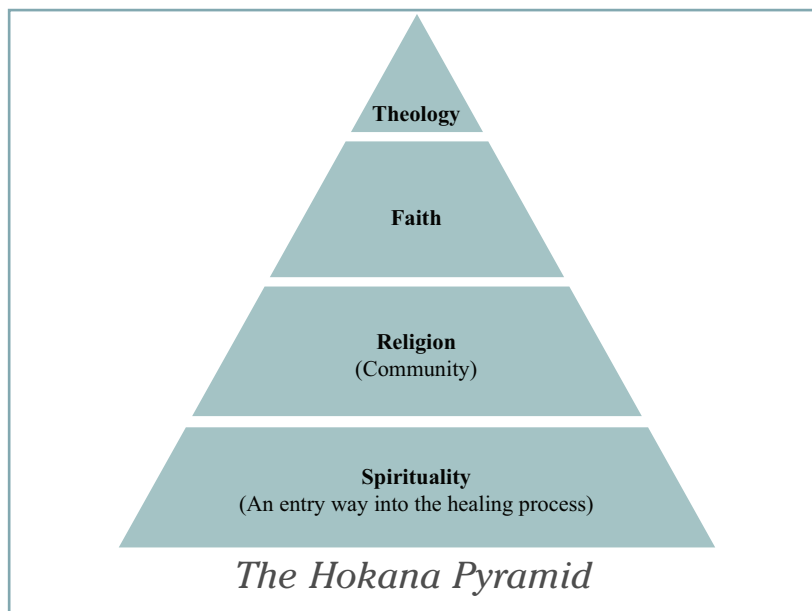 Theology
Faith
Religion
(Community)
Spirituality
(An entry way into the healing process)
The Hokana Pyramid